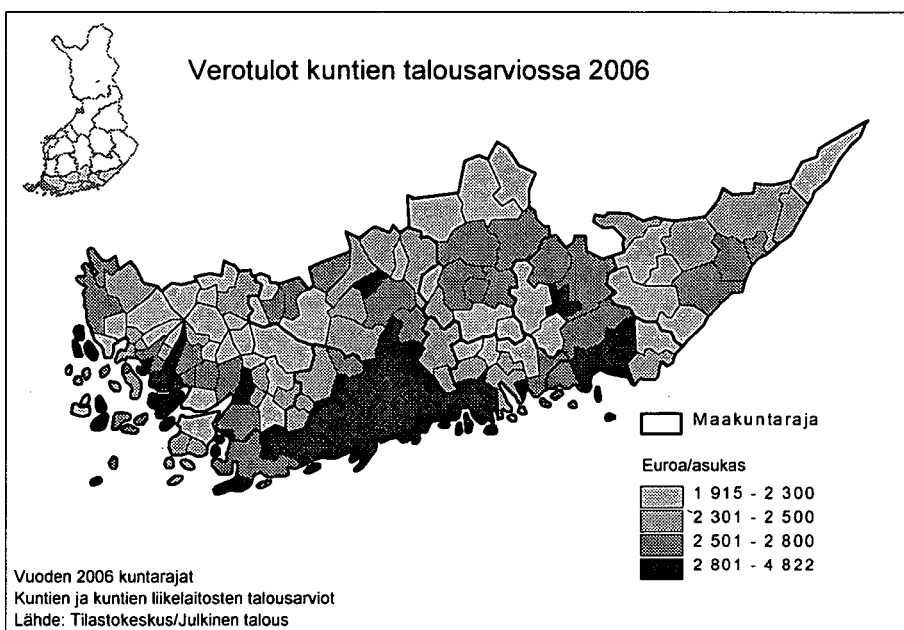 Verotulot kuntien talousarviossa 2006
Maakuntaraja
Euroa/asukas
1 915 - 2 300
2 301 - 2 500
2 501 - 2 800
2 801 - 4 822
Vuoden 2006 kuntarajat
Kuntien ja kuntien liikelaitosten talousarviot
Lähde: Tilastokeskus/Julkinen talous